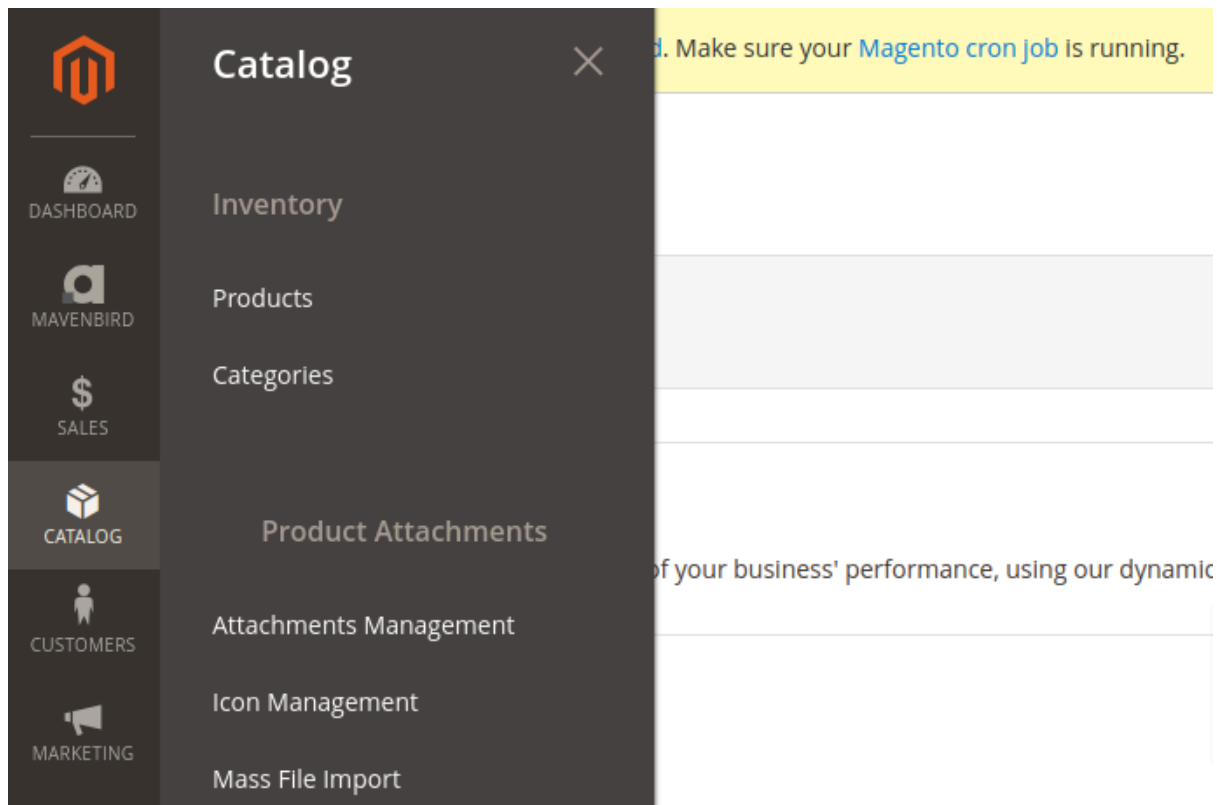 Catalog
d. Make sure your Magento cron job is running.
DASHBOARD
MAVENBIRD
SALES
CATALOG
CUSTOMERS
MARKETING
Inventory
Products
Categories
Product Attachments
Attachments Management
Icon Management
Mass File Import
of your business' performance, using our dynamic